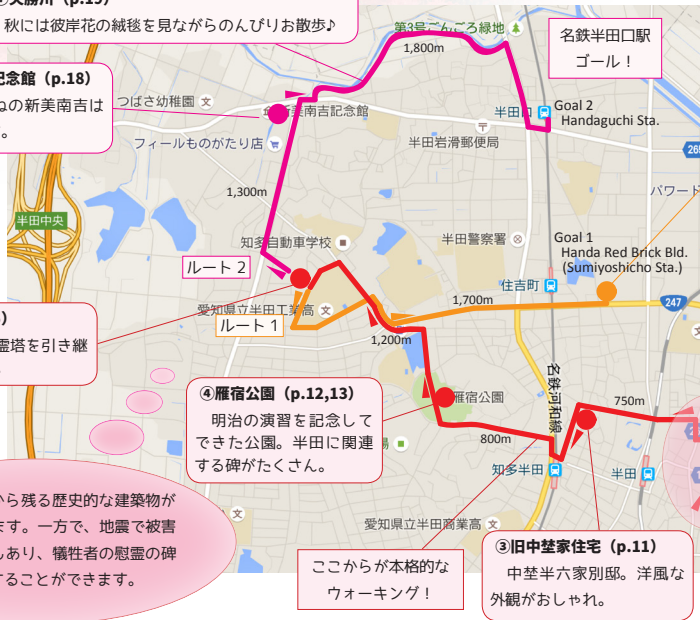 矢勝川（p.19）
秋には彼岸花の絨毯を見ながらのんびりお散歩♪
記念館（p.18）
ねの新美南吉は
。
つばさ幼稚園
新美南吉記念館
フィールものがたり店
第3号ごんごろ緑地
1,800m
名鉄半田口駅
ゴール！
半田口
Goal 2
Handaguchi Sta.
半田岩滑郵便局
265
パワード
1,300m
半田中央
知多自動車学校
半田警察署
Goal 1
Handa Red Brick Bld.
(Sumiyoshicho Sta.)
住吉町
ルート 2
愛知県立半田工業高
ルート 1
1,700m
247
1,200m
）
霊塔を引き継
④雁宿公園（p.12,13）
明治の演習を記念して
できた公園。半田に関連
する碑がたくさん。
雁宿公園
場
名鉄河和線
750m
800m
知多半田
半田
から残る歴史的な建築物が
ます。一方で、地震で被害
もあり、犠牲者の慰霊の碑
することができます。
愛知県立半田商業高
ここからが本格的な
ウォーキング！
③旧中埜家住宅（p.11）
中埜半六家別邸。洋風な
外観がおしゃれ。